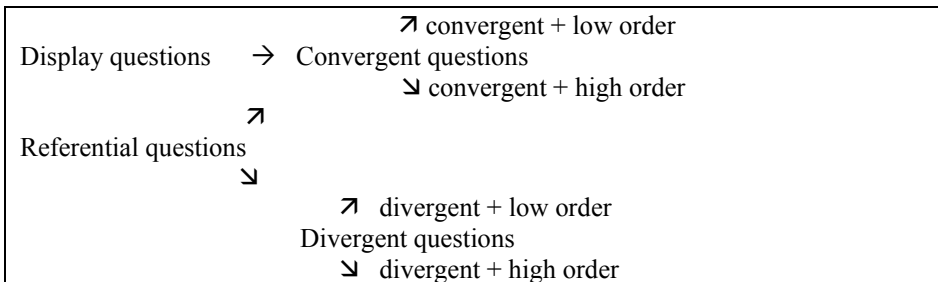 ↗ convergent + low order
Display questions → Convergent questions
↘ convergent + high order
↗
Referential questions
↘
↗ divergent + low order
Divergent questions
↘ divergent + high order